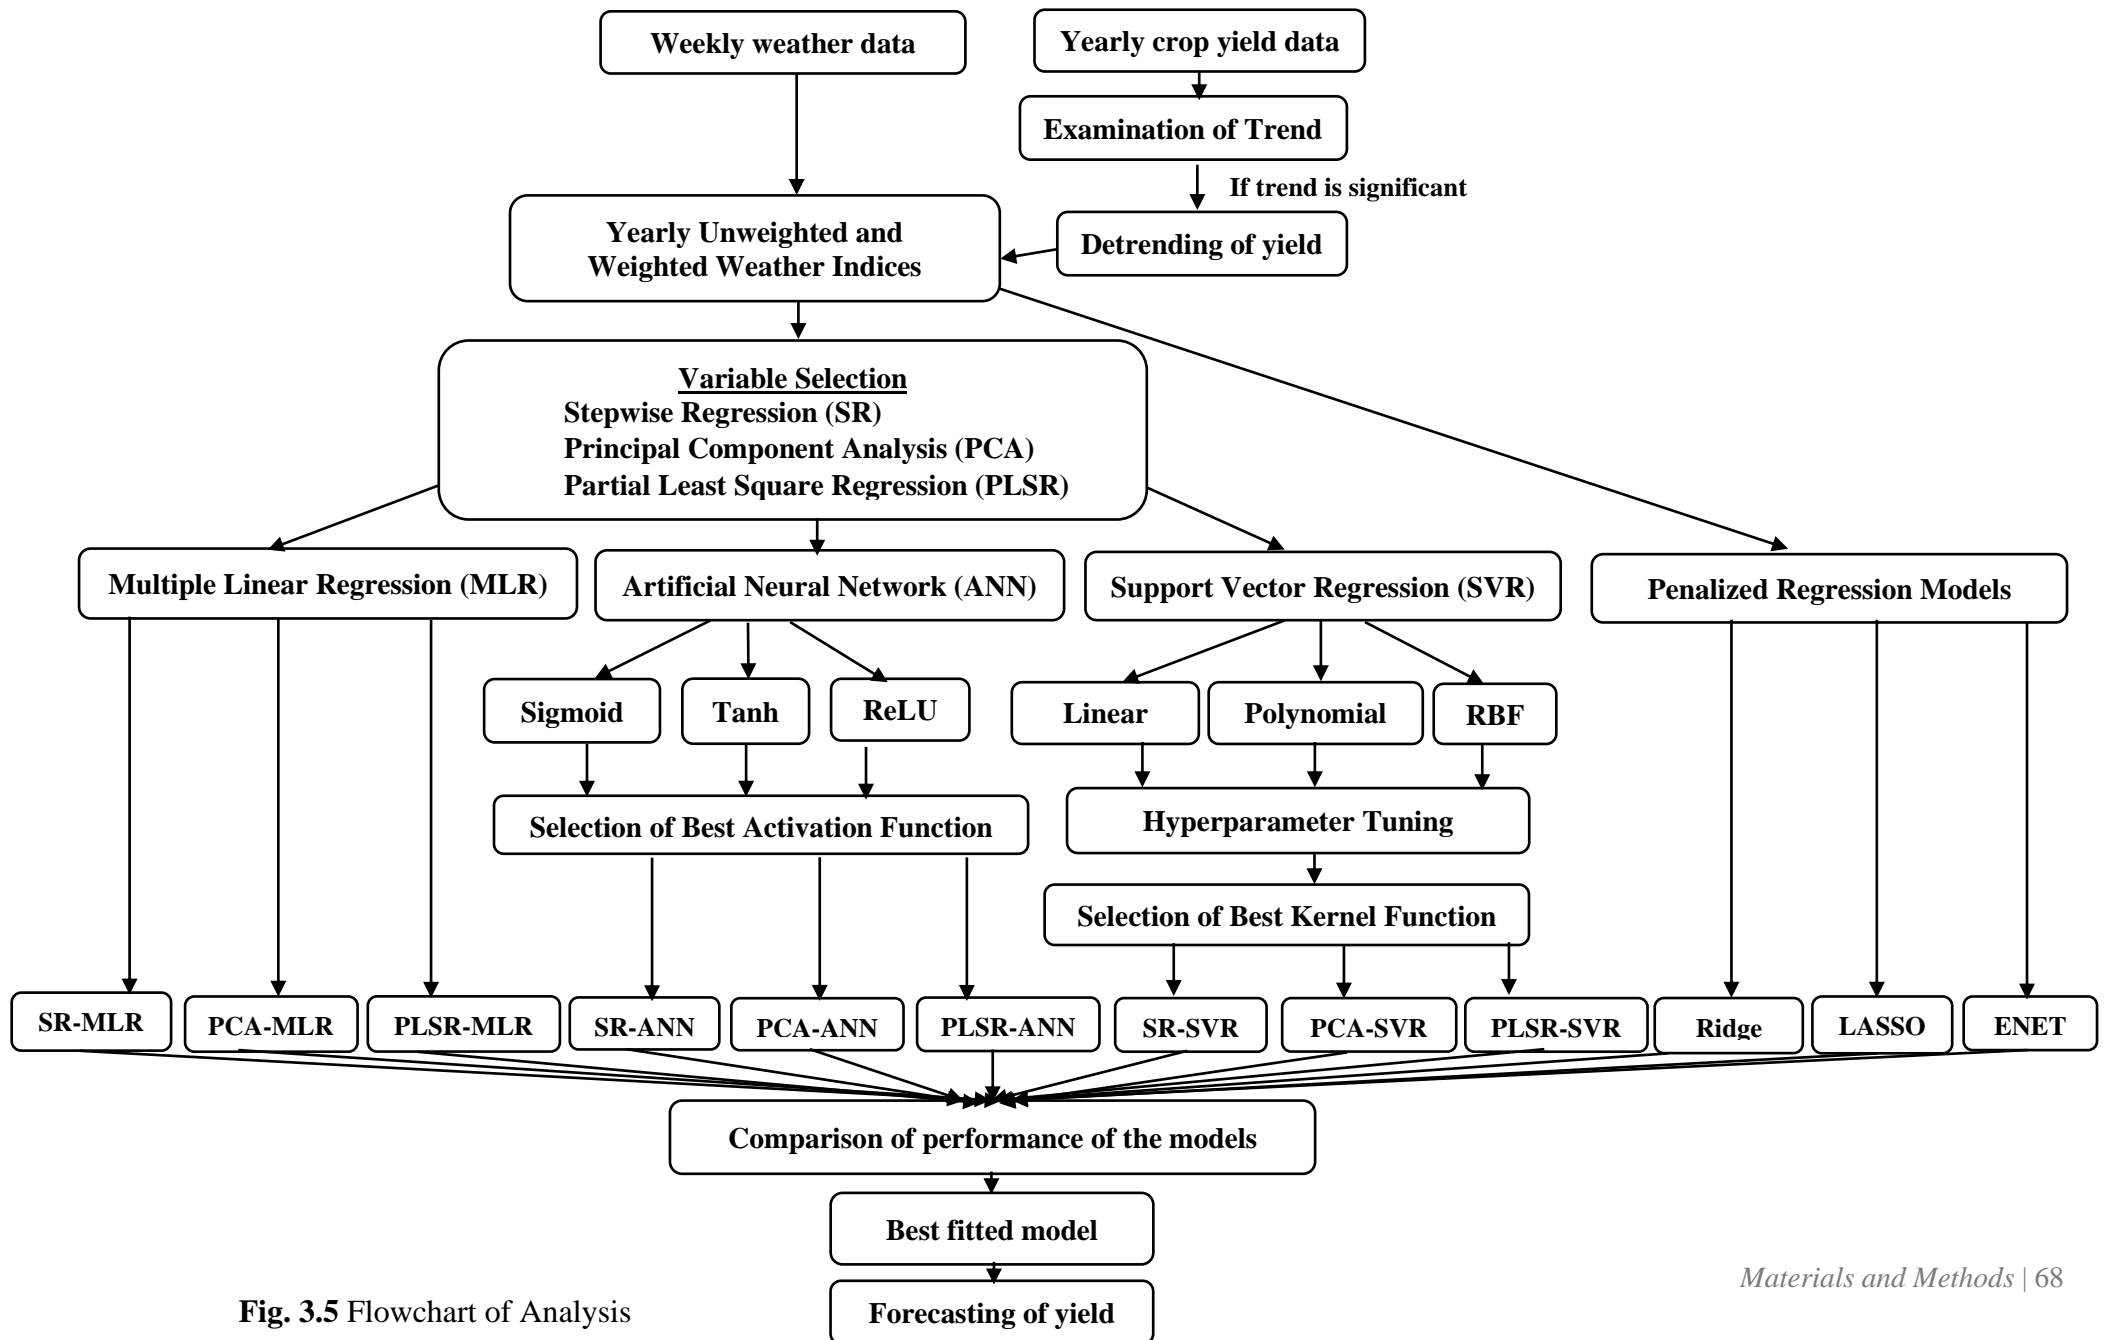 Weekly weather data
Yearly crop yield data
Examination of Trend
If trend is significant
Yearly Unweighted and
Weighted Weather Indices
Detrending of yield
Variable Selection
Stepwise Regression (SR)
Principal Component Analysis (PCA)
Partial Least Square Regression (PLSR)
Multiple Linear Regression (MLR)
Artificial Neural Network (ANN)
Support Vector Regression (SVR)
Penalized Regression Models
Sigmoid
Tanh
ReLU
Linear
Polynomial
RBF
Selection of Best Activation Function
Hyperparameter Tuning
Selection of Best Kernel Function
SR-MLR
PCA-MLR
PLSR-MLR
SR-ANN
PCA-ANN
PLSR-ANN
SR-SVR
PCA-SVR
PLSR-SVR
Ridge
LASSO
ENET
Comparison of performance of the models
Best fitted model
Forecasting of yield
Materials and Methods | 68
Fig. 3.5 Flowchart of Analysis